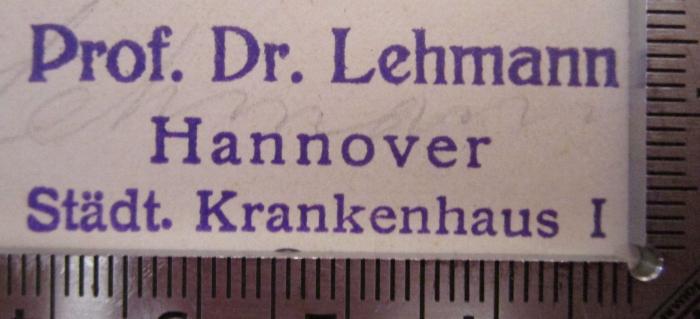 Prof. Dr. Lehmann
Hannover
Städt. Krankenhaus I